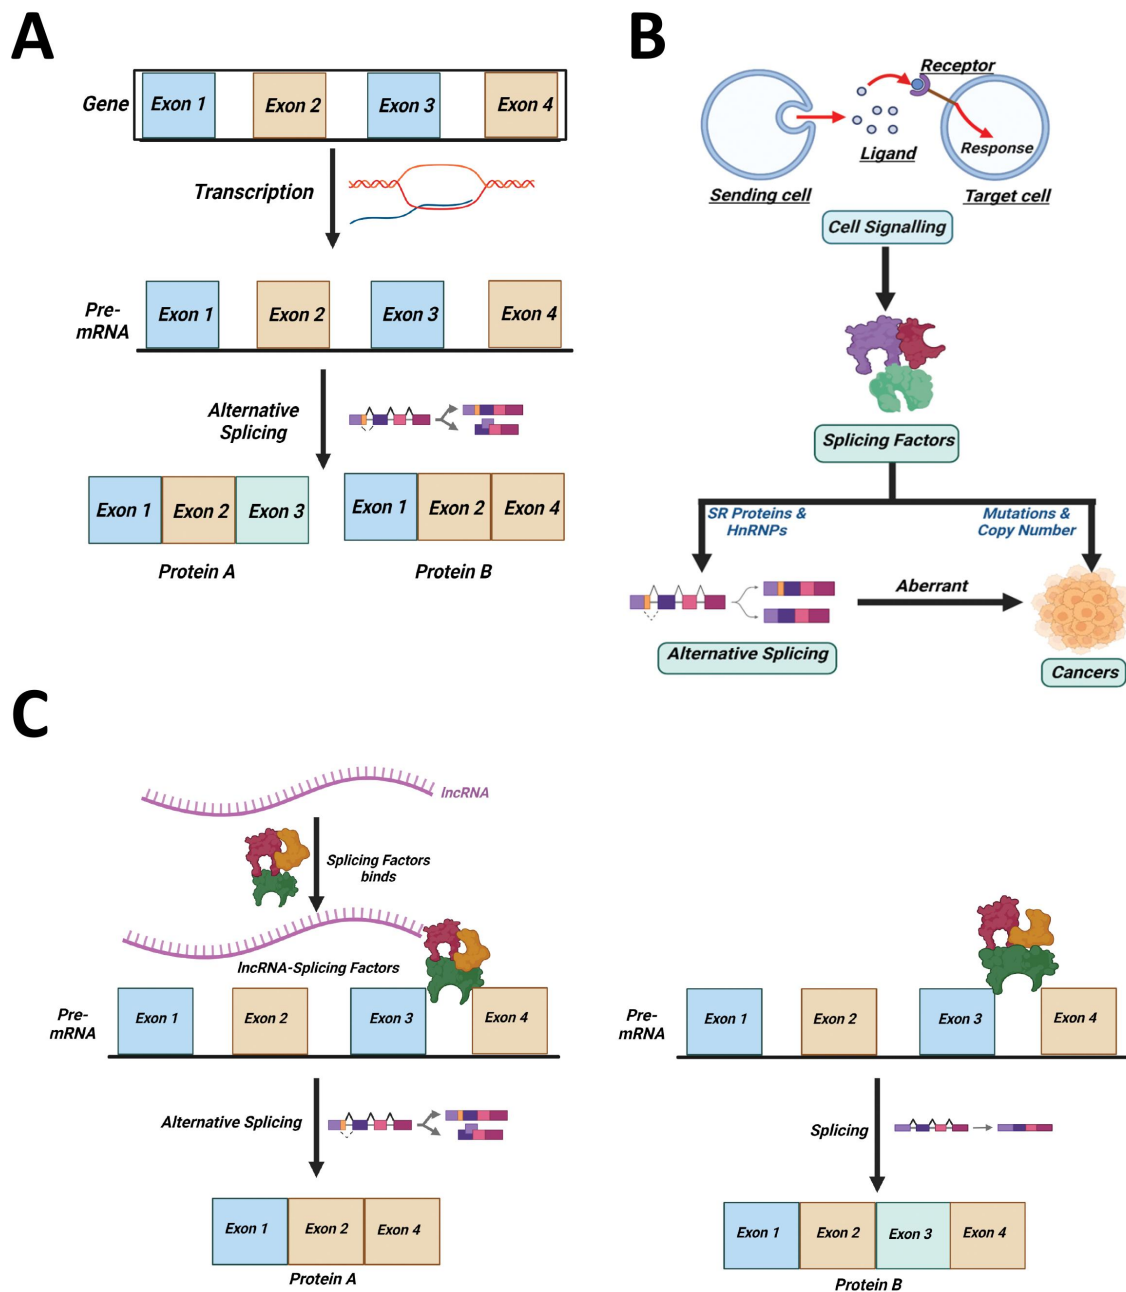 A
Gene
Exon 1
Exon 2
Exon 3
Exon 4
Transcription
Pre-
mRNA
Exon 1
Exon 2
Exon 3
Exon 4
Alternative
Splicing
Exon 1
Exon 2
Exon 3
Protein A
Exon 1
Exon 2
Exon 4
Protein B
B
Receptor
Ligand
Response
Sending cell
Target cell
Cell Signalling
Splicing Factors
SR Proteins &
HnRNPs
Mutations &
Copy Number
Aberrant
Alternative Splicing
Cancers
C
lncRNA
Splicing Factors
binds
lncRNA-Splicing Factors
Pre-
mRNA
Exon 1
Exon 2
Exon 3
Exon 4
Alternative Splicing
Exon 1
Exon 2
Exon 4
Protein A
Pre-
mRNA
Exon 1
Exon 2
Exon 3
Exon 4
Splicing
Exon 1
Exon 2
Exon 3
Exon 4
Protein B